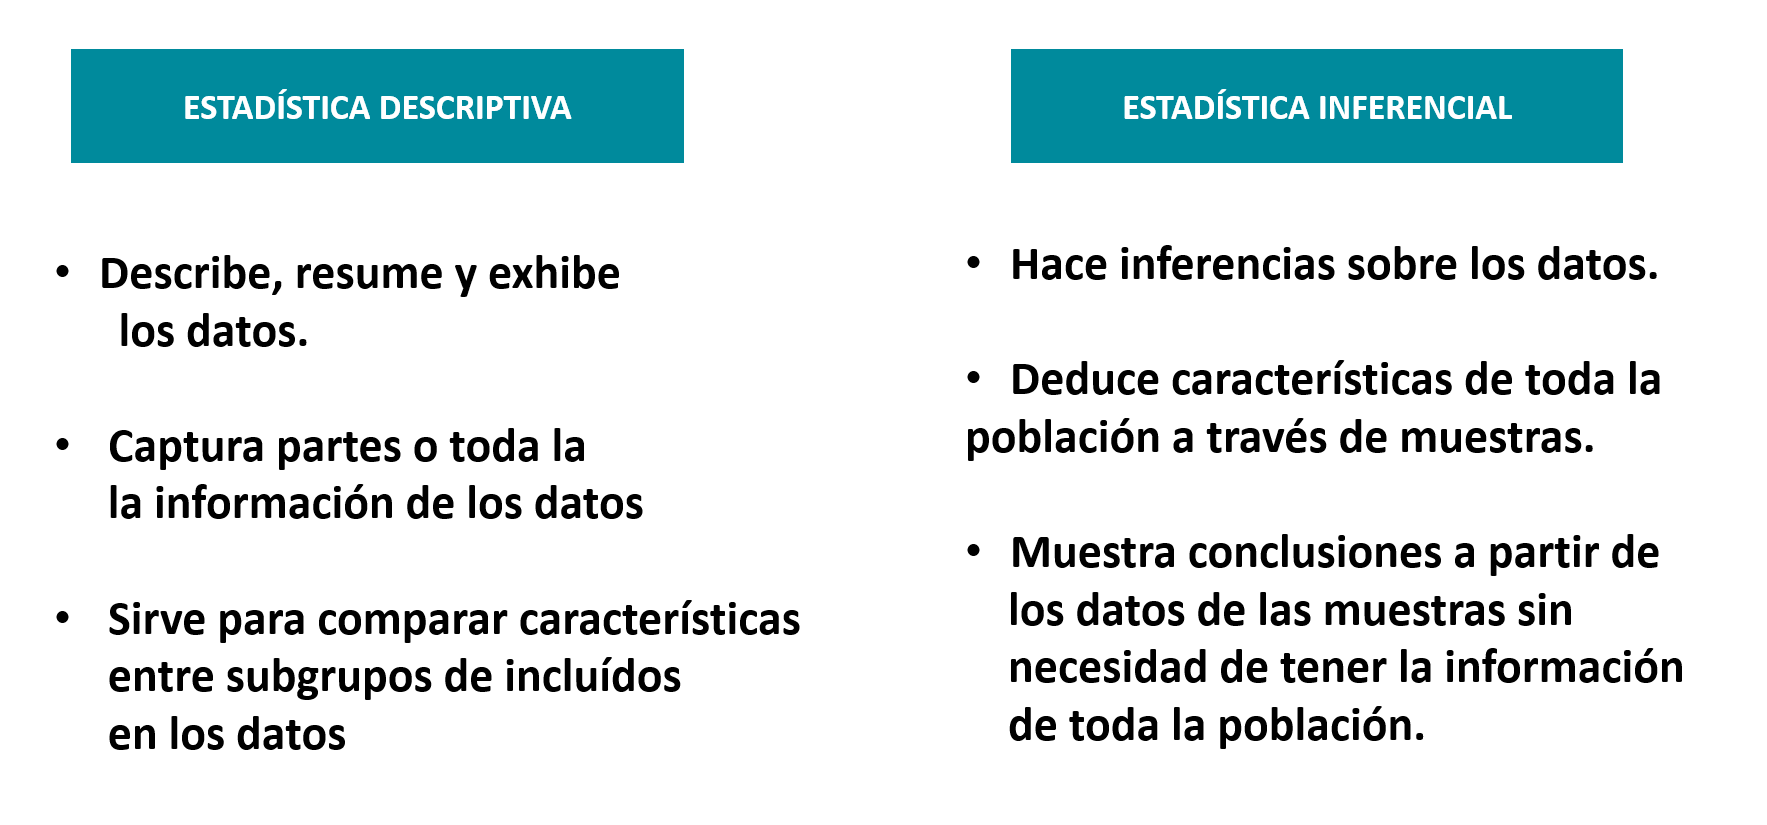 ESTADÍSTICA DESCRIPTIVA
• Describe, resume y exhibe
los datos.
• Captura partes o toda la
la información de los datos
• Sirve para comparar características
entre subgrupos de incluídos
en los datos
ESTADÍSTICA INFERENCIAL
• Hace inferencias sobre los datos.
• Deduce características de toda la
población a través de muestras.
• Muestra conclusiones a partir de
los datos de las muestras sin
necesidad de tener la información
de toda la población.